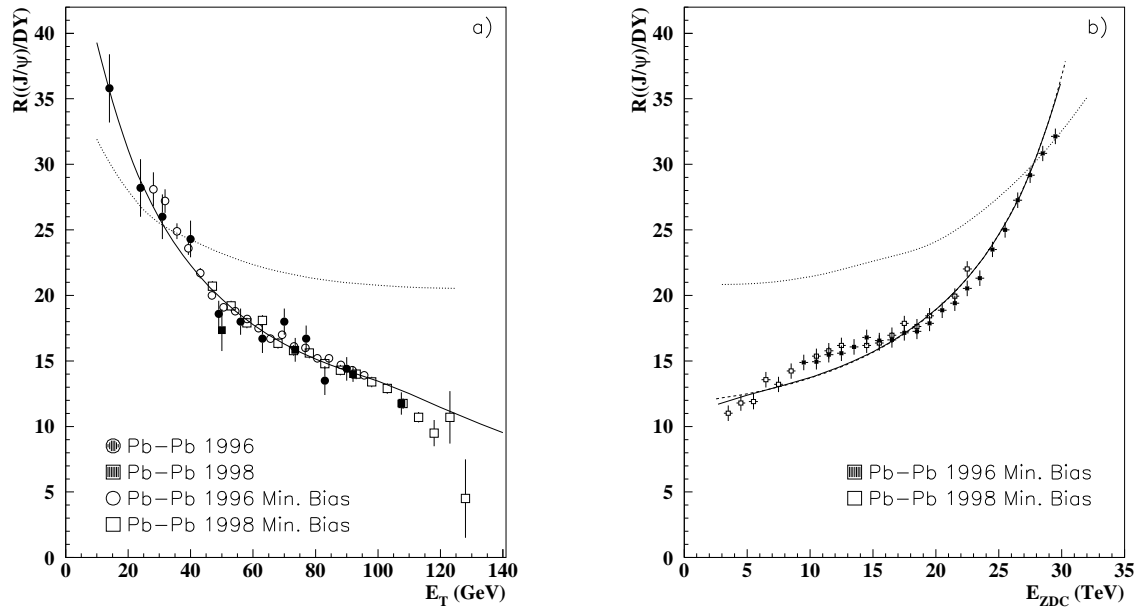 a)
R((J/ψ)/DY)
40
35
30
25
20
15
10
5
0
Pb-Pb 1996
Pb-Pb 1998
Pb-Pb 1996 Min. Bias
Pb-Pb 1998 Min. Bias
0 20 40 60 80 100 120 140
E_T (GeV)
b)
R((J/ψ)/DY)
40
35
30
25
20
15
10
5
0
Pb-Pb 1996 Min. Bias
Pb-Pb 1998 Min. Bias
0 5 10 15 20 25 30 35
E_ZDC (TeV)